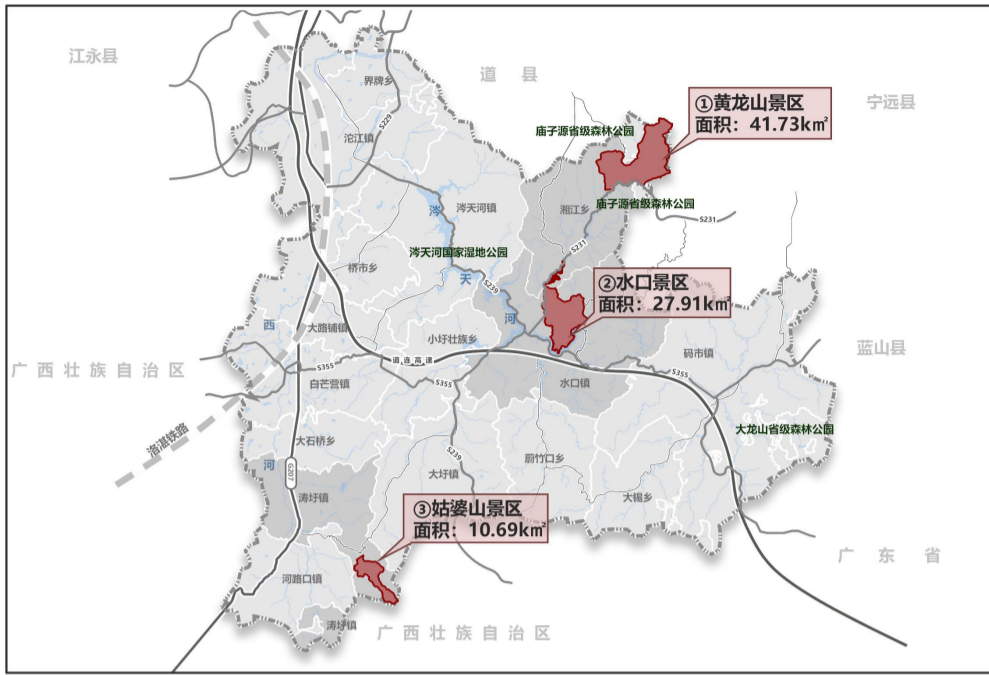 江永县
道县
宁远县
界牌乡
①黄龙山景区
面积：41.73k㎡
S229
庙子源省级森林公园
沱江镇
涔
涔天河镇
湘江乡
庙子源省级森林公园
S231
涔天河国家湿地公园
S231
桥市乡
天
②水口景区
面积：27.91k㎡
S239
西
大路铺镇
河
小圩壮族乡
码市镇
蓝山县
广西壮族自治区
S355
道连高速
S355
白芒营镇
S355
水口镇
洛湛铁路
大石桥乡
大龙山省级森林公园
河
S239
蔚竹口乡
G207
大圩镇
涛圩镇
大锡乡
③姑婆山景区
面积：10.69k㎡
广东省
河路口镇
涛圩镇
广西壮族自治区